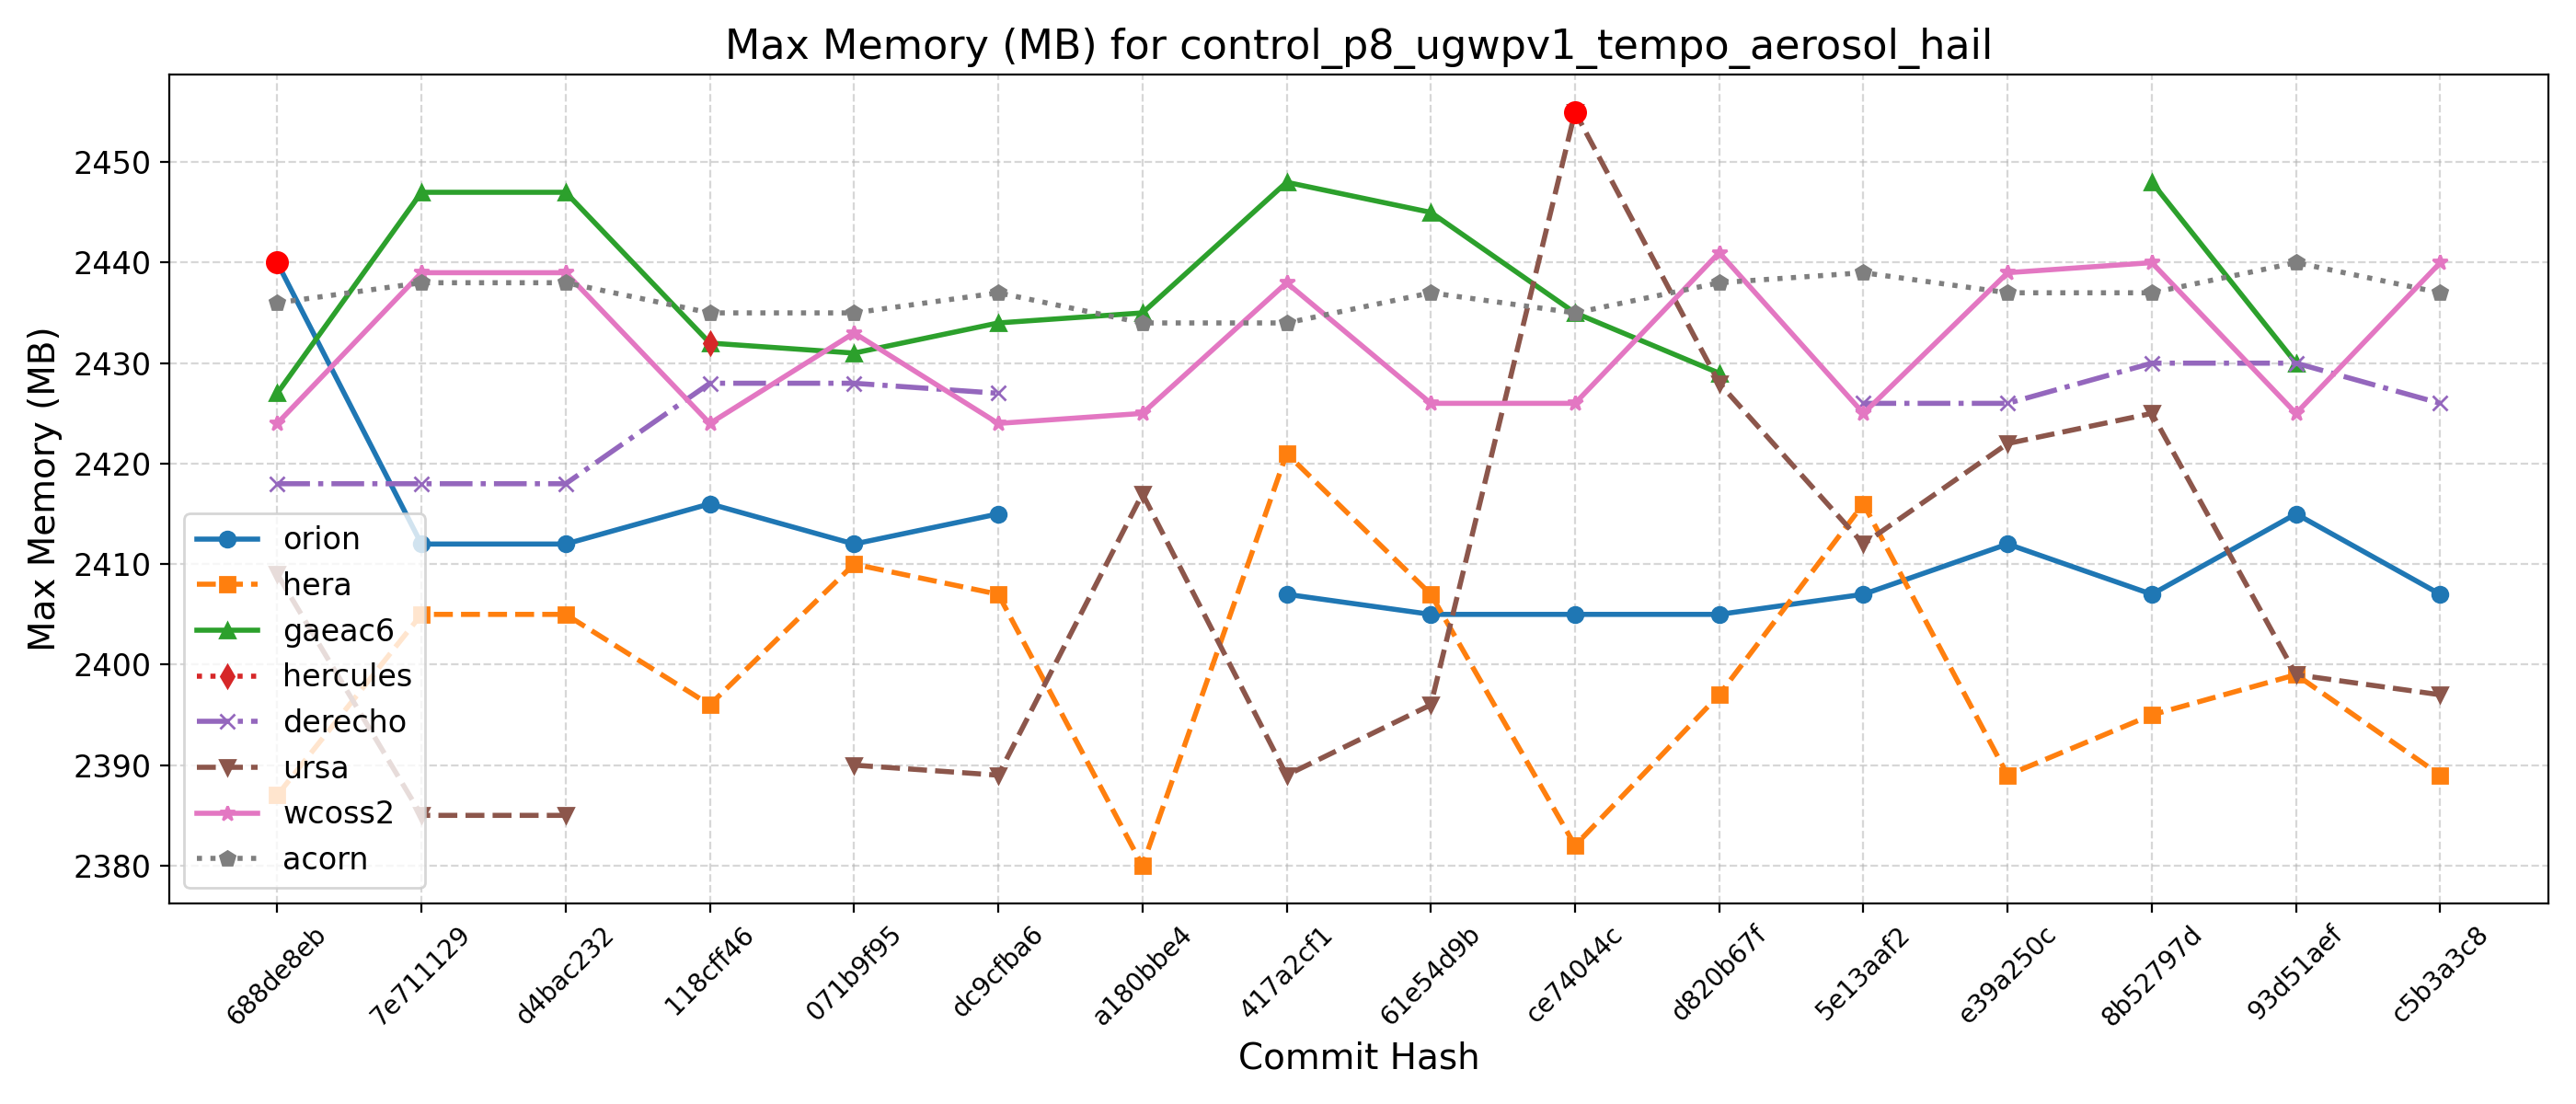 Max Memory (MB) for control_p8_ugwpv1_tempo_aerosol_hail
Max Memory (MB)
2450
2440
2430
2420
2410
2400
2390
2380
orion
hera
gaeac6
hercules
derecho
ursa
wcoss2
acorn
688de8eb
7e711129
d4bac232
118cff46
071b9f95
dc9cfba6
a180bbe4
417a2cf1
61e54d9b
ce74044c
d820b67f
5e13aaf2
e39a250c
8b52797d
93d51aef
c5b3a3c8
Commit Hash